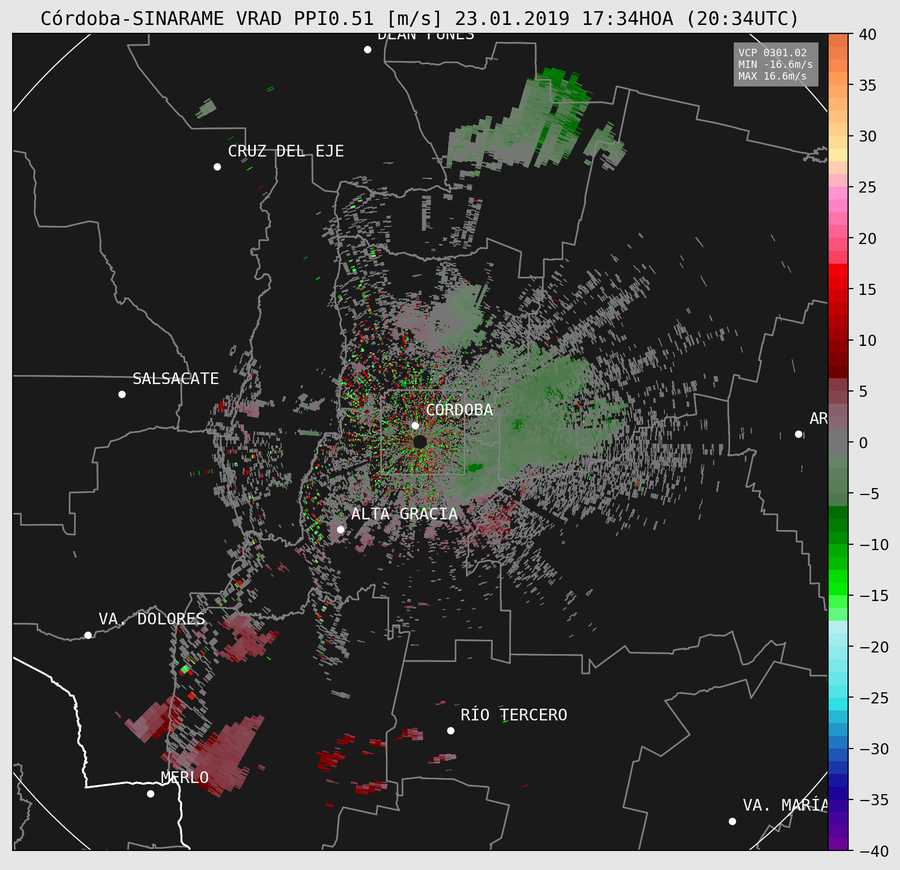 Córdoba-SINARAME VRAD PPI0.51 [m/s] 23.01.2019 17:34HOA (20:34UTC)
DEÁN FUNES
VCP 0301.02
MIN -16.6m/s
MAX 16.6m/s
CRUZ DEL EJE
SALSACATE
CÓRDOBA
AR
ALTA GRACIA
VA. DOLORES
RÍO TERCERO
MERLO
VA. MARÍA
40
35
30
25
20
15
10
5
0
−5
−10
−15
−20
−25
−30
−35
−40